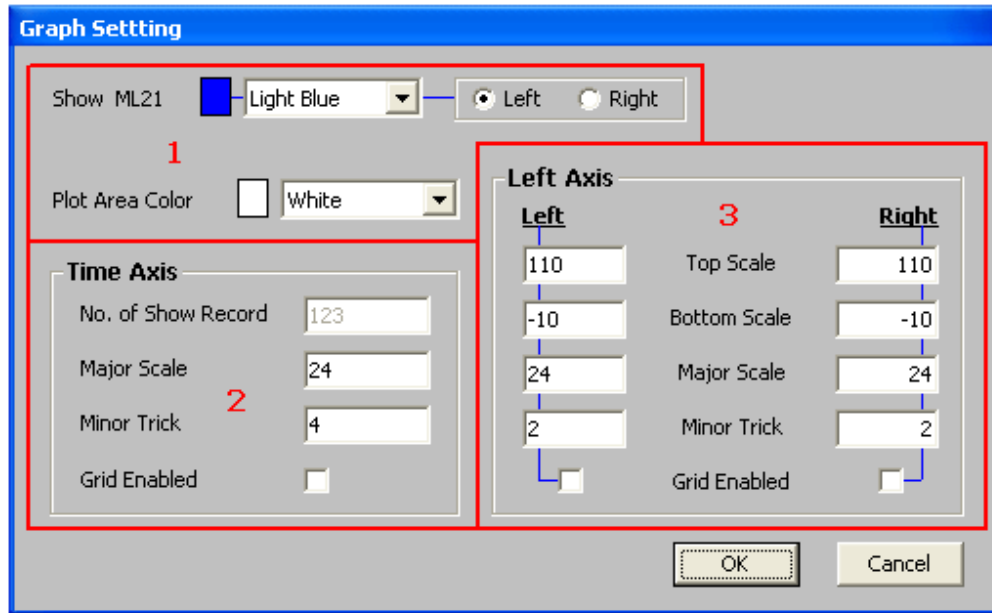 Graph Settting
Show ML21 Light Blue Left Right
1
Plot Area Color White
Time Axis
No. of Show Record 123
Major Scale 24
2
Minor Trick 4
Grid Enabled
Left Axis
3
Left Right
110 Top Scale 110
-10 Bottom Scale -10
24 Major Scale 24
2 Minor Trick 2
Grid Enabled
OK Cancel